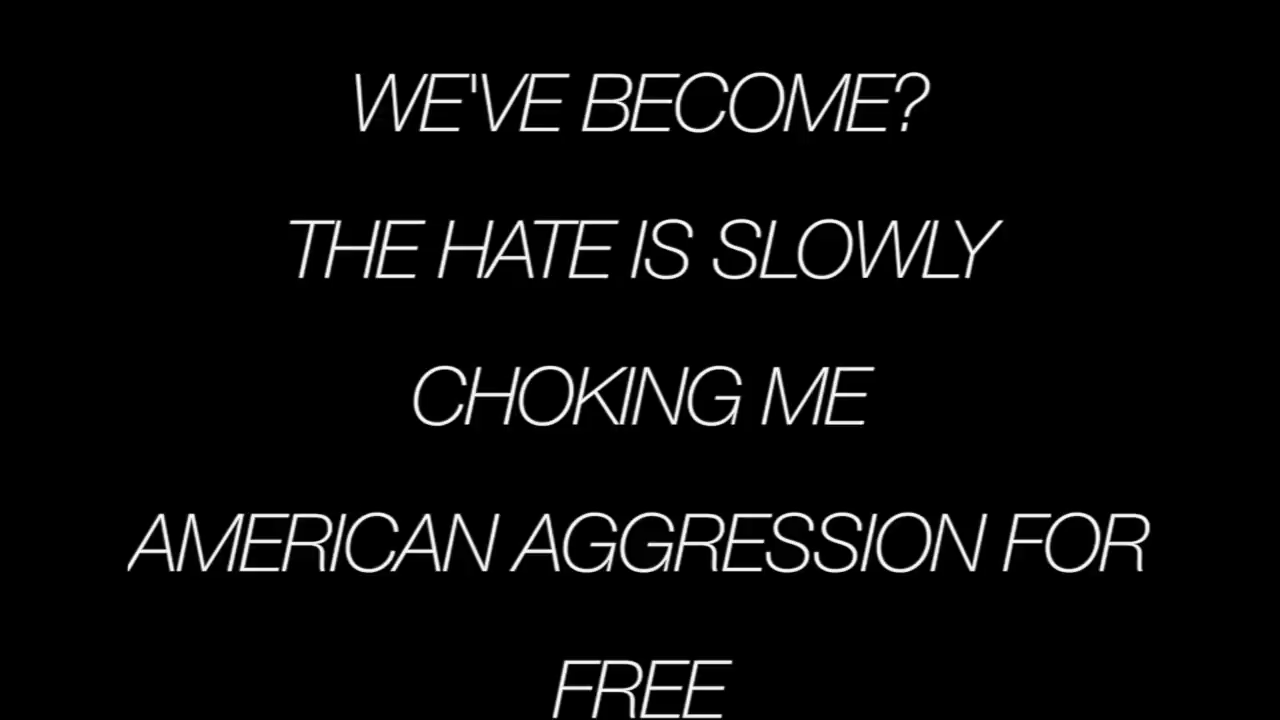 WE'VE BECOME?
THE HATE IS SLOWLY
CHOKING ME
AMERICAN AGGRESSION FOR
FREE